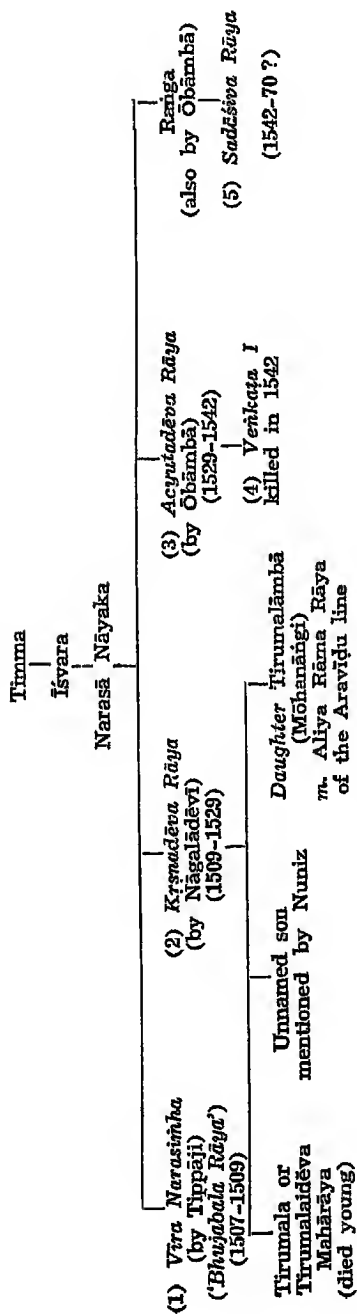 Timma
Īśvara
Narasā Nāyaka
(1) Vīra Narasiṁha
(by Tippāji)
('Bhujabala Rāya')
(1507-1509)
(2) Kṛṣṇadēva Rāya
(by Nāgalādēvi)
(1509-1529)
(3) Acyutadēva Rāya
(by Ōbāmbā)
(1529-1542)
Raṅga
(also by Ōbāmbā)
(4) Veṅkaṭa I
killed in 1542
(5) Sadāśiva Rāya
(1542-70 ?)
Tirumala or
Tirumalaidēva
Mahārāya
(died young)
Unnamed son
mentioned by Nuniz
Daughter Tirumalāmbā
(Mōhanāṅgi)
m. Aliya Rāma Rāya
of the Aravīḍu line